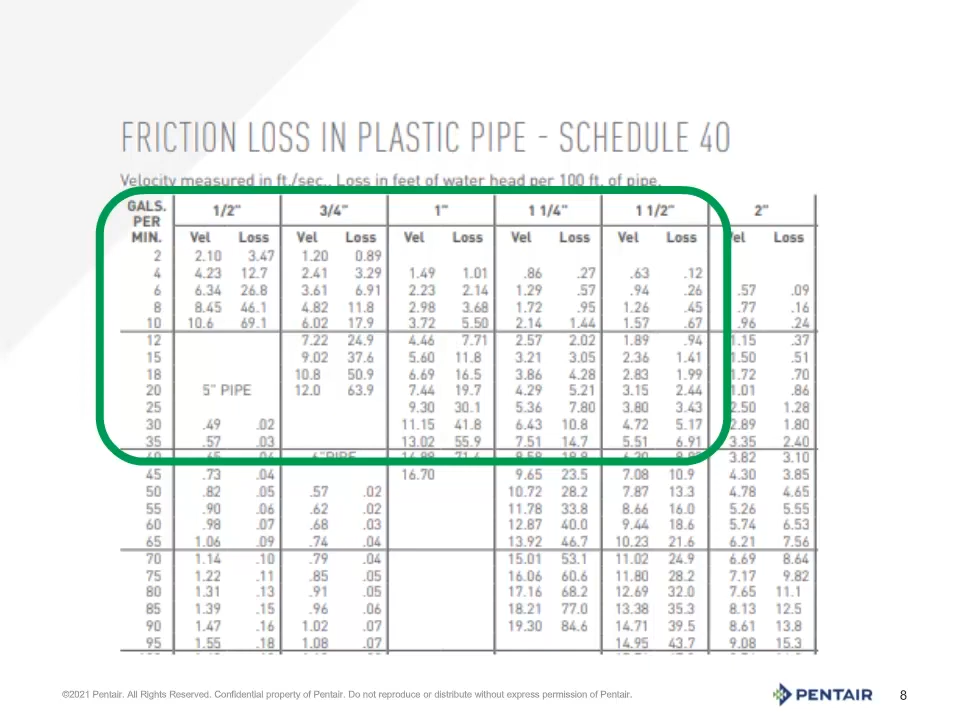 FRICTION LOSS IN PLASTIC PIPE - SCHEDULE 40
Velocity measured in ft./sec., Loss in feet of water head per 100 ft. of pipe.
GALS. PER MIN. 1/2" 3/4" 1" 1 1/4" 1 1/2" 2"
Vel Loss Vel Loss Vel Loss Vel Loss Vel Loss Vel Loss
2 2.10 3.47 1.20 0.89
4 4.23 12.7 2.41 3.29 1.49 1.01 .86 .27 .63 .12
6 6.34 26.8 3.61 6.91 2.23 2.14 1.29 .57 .94 .26 .57 .09
8 8.45 46.1 4.82 11.8 2.98 3.68 1.72 .95 1.26 .45 .77 .16
10 10.6 69.1 6.02 17.9 3.72 5.50 2.14 1.44 1.57 .67 .96 .24
12 7.22 24.9 4.46 7.71 2.57 2.02 1.89 .94 1.15 .37
15 9.02 37.6 5.60 11.8 3.21 3.05 2.36 1.41 1.50 .51
18 10.8 50.9 6.69 16.5 3.86 4.28 2.83 1.99 1.72 .70
20 5" PIPE 12.0 63.9 7.44 19.7 4.29 5.21 3.15 2.44 1.01 .86
25 9.30 30.1 5.36 7.80 3.80 3.43 2.50 1.28
30 .49 .02 11.15 41.8 6.43 10.8 4.72 5.17 2.89 1.80
35 .57 .03 13.02 55.9 7.51 14.7 5.51 6.91 3.35 2.40
3.82 3.10
45 .73 .04 16.70 9.65 23.5 7.08 10.9 4.30 3.85
50 .82 .05 .57 .02 10.72 28.2 7.87 13.3 4.78 4.65
55 .90 .06 .62 .02 11.78 33.8 8.66 16.0 5.26 5.55
60 .98 .07 .68 .03 12.87 40.0 9.44 18.6 5.74 6.53
65 1.06 .09 .74 .04 13.92 46.7 10.23 21.6 6.21 7.56
70 1.14 .10 .79 .04 15.01 53.1 11.02 24.9 6.69 8.64
75 1.22 .11 .85 .05 16.06 60.6 11.80 28.2 7.17 9.82
80 1.31 .13 .91 .05 17.16 68.2 12.69 32.0 7.65 11.1
85 1.39 .15 .96 .06 18.21 77.0 13.38 35.3 8.13 12.5
90 1.47 .16 1.02 .07 19.30 84.6 14.71 39.5 8.61 13.8
95 1.55 .18 1.08 .07 14.95 43.7 9.08 15.3
©2021 Pentair. All Rights Reserved. Confidential property of Pentair. Do not reproduce or distribute without express permission of Pentair.
PENTAIR
8